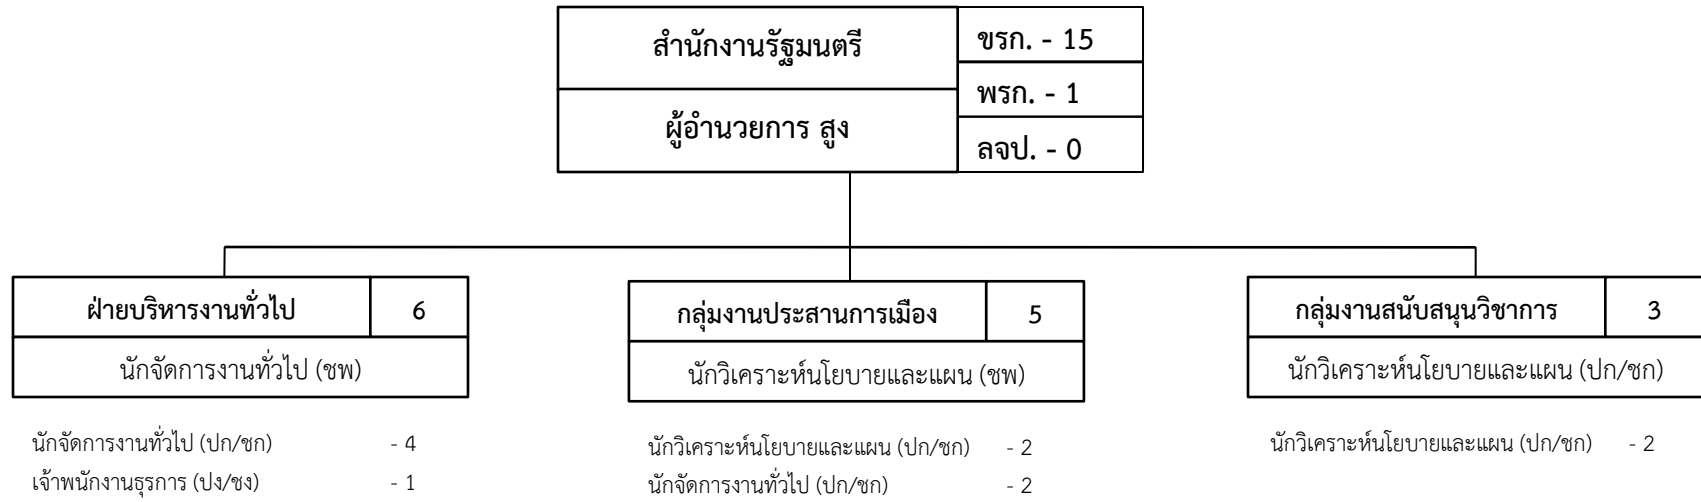 สำนักงานรัฐมนตรี
ขรก. - 15
พรก. - 1
ผู้อำนวยการ สูง
ลจป. - 0
ฝ่ายบริหารงานทั่วไป 6
นักจัดการงานทั่วไป (ชพ)
นักจัดการงานทั่วไป (ปก/ชก) - 4
เจ้าพนักงานธุรการ (ปง/ชง) - 1
กลุ่มงานประสานการเมือง 5
นักวิเคราะห์นโยบายและแผน (ชพ)
นักวิเคราะห์นโยบายและแผน (ปก/ชก) - 2
นักจัดการงานทั่วไป (ปก/ชก) - 2
กลุ่มงานสนับสนุนวิชาการ 3
นักวิเคราะห์นโยบายและแผน (ปก/ชก)
นักวิเคราะห์นโยบายและแผน (ปก/ชก) - 2